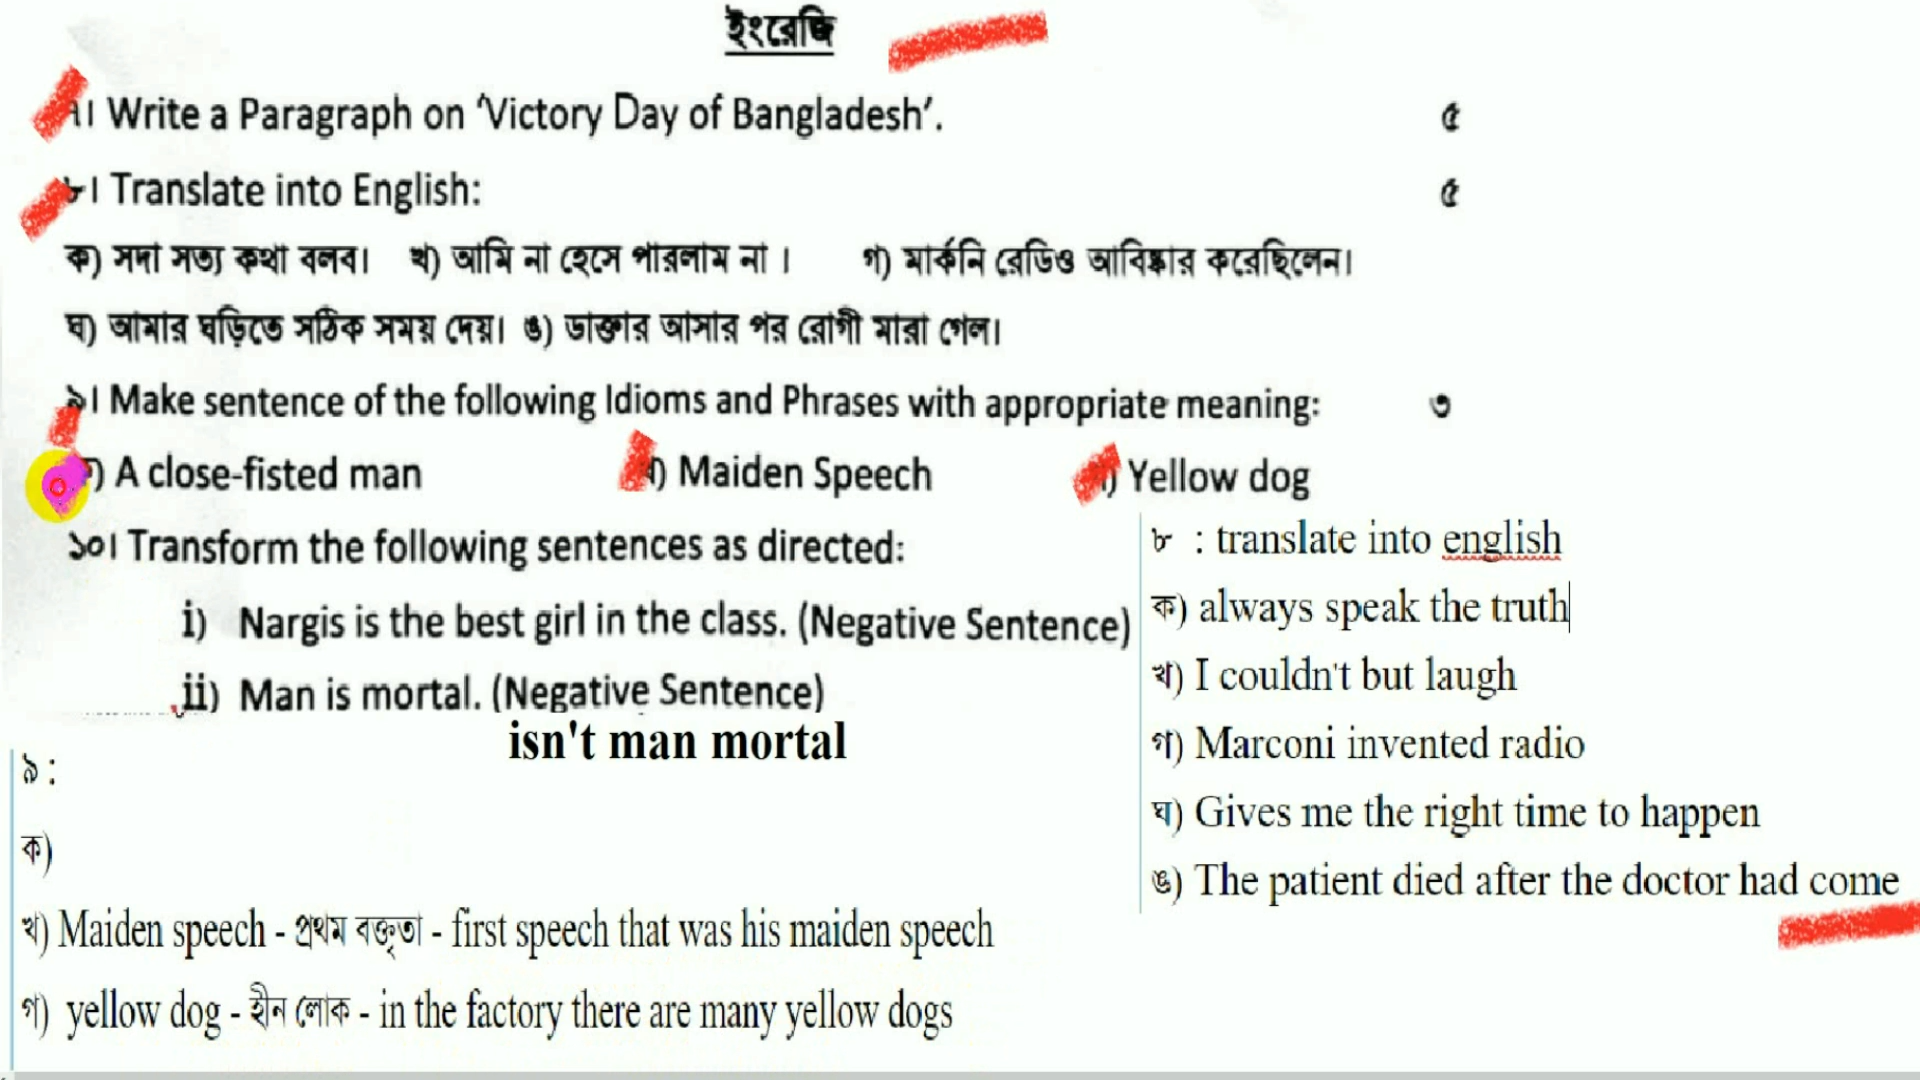 ইংরেজি
৭। Write a Paragraph on ‘Victory Day of Bangladesh’. ৫
৮। Translate into English: ৫
ক) সদা সত্য কথা বলব। খ) আমি না হেসে পারলাম না। গ) মার্কনি রেডিও আবিষ্কার করেছিলেন।
ঘ) আমার ঘড়িতে সঠিক সময় দেয়। ঙ) ডাক্তার আসার পর রোগী মারা গেল।
৯। Make sentence of the following Idioms and Phrases with appropriate meaning: ৩
) A close-fisted man ) Maiden Speech ) Yellow dog
১০। Transform the following sentences as directed:
i) Nargis is the best girl in the class. (Negative Sentence)
ii) Man is mortal. (Negative Sentence)
isn't man mortal
৮ : translate into english
ক) always speak the truth
খ) I couldn't but laugh
গ) Marconi invented radio
ঘ) Gives me the right time to happen
ঙ) The patient died after the doctor had come
৯ :
ক)
খ) Maiden speech - প্রথম বক্তৃতা - first speech that was his maiden speech
গ) yellow dog - হীন লোক - in the factory there are many yellow dogs